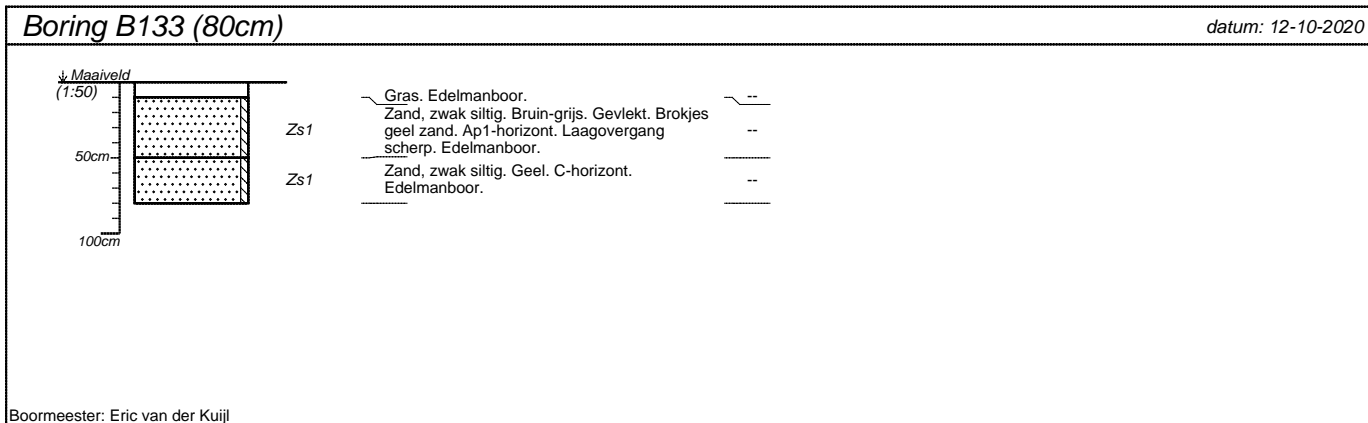 Boring B133 (80cm)
datum: 12-10-2020
Maaiveld
(1:50)
Gras. Edelmanboor.
--
Zs1
Zand, zwak siltig. Bruin-grijs. Gevlekt. Brokjes
geel zand. Ap1-horizont. Laagovergang
scherp. Edelmanboor.
--
50cm
Zs1
Zand, zwak siltig. Geel. C-horizont.
Edelmanboor.
--
100cm
Boormeester: Eric van der Kuijl